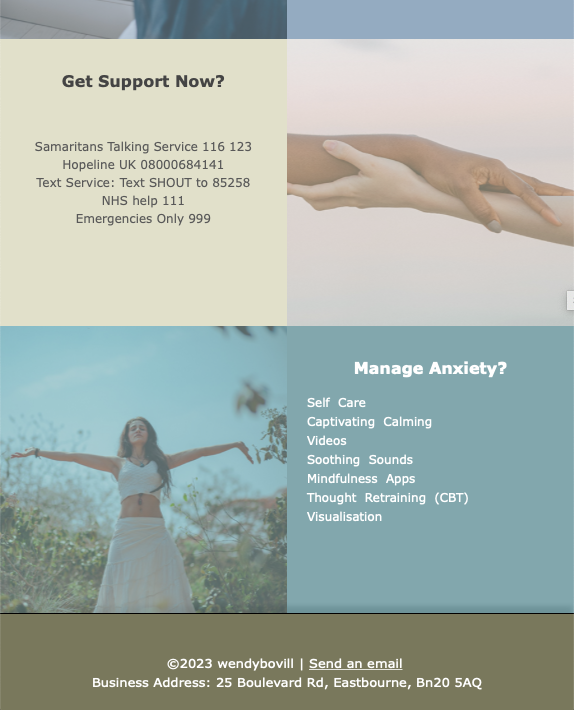 Get Support Now?
Samaritans Talking Service 116 123
Hopeline UK 08000684141
Text Service: Text SHOUT to 85258
NHS help 111
Emergencies Only 999
Manage Anxiety?
Self Care
Captivating Calming
Videos
Soothing Sounds
Mindfulness Apps
Thought Retraining (CBT)
Visualisation
©2023 wendybovill | Send an email
Business Address: 25 Boulevard Rd, Eastbourne, Bn20 5AQ